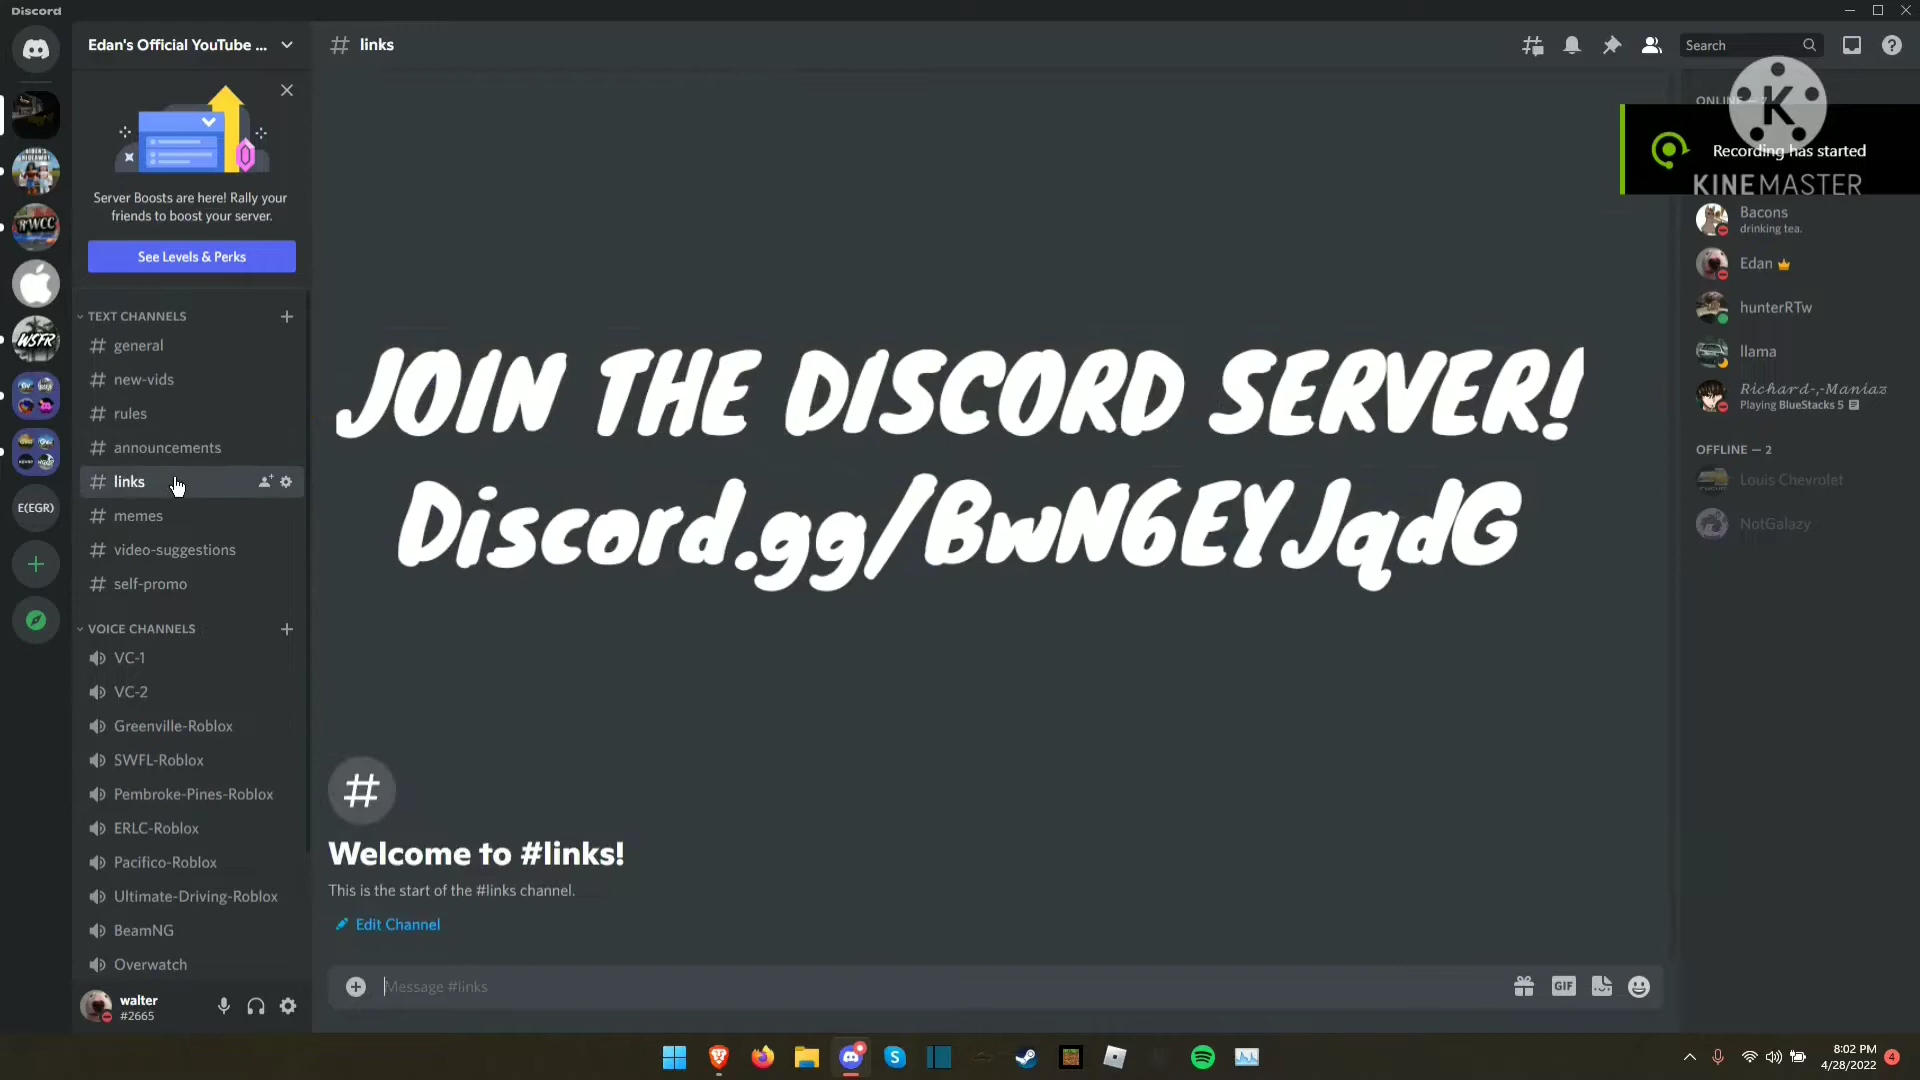 Discord
Edan's Official YouTube ...
links
Search
Server Boosts are here! Rally your
friends to boost your server.
See Levels & Perks
TEXT CHANNELS
general
new-vids
rules
announcements
links
memes
video-suggestions
self-promo
VOICE CHANNELS
VC-1
VC-2
Greenville-Roblox
SWFL-Roblox
Pembroke-Pines-Roblox
ERLC-Roblox
Pacifico-Roblox
Ultimate-Driving-Roblox
BeamNG
Overwatch
walter
#2665
RWCC
WSFR
E(EGR)
JOIN THE DISCORD SERVER!
Discord.gg/BwN6EYJqdG
Welcome to #links!
This is the start of the #links channel.
Edit Channel
Message #links
GIF
K
Recording has started
KINEMASTER
Bacons
drinking tea.
Edan
hunterRTw
llama
Richard-,-Maniaz
Playing BlueStacks 5
OFFLINE — 2
Louis Chevrolet
NotGalazy
8:02 PM
4/28/2022
4